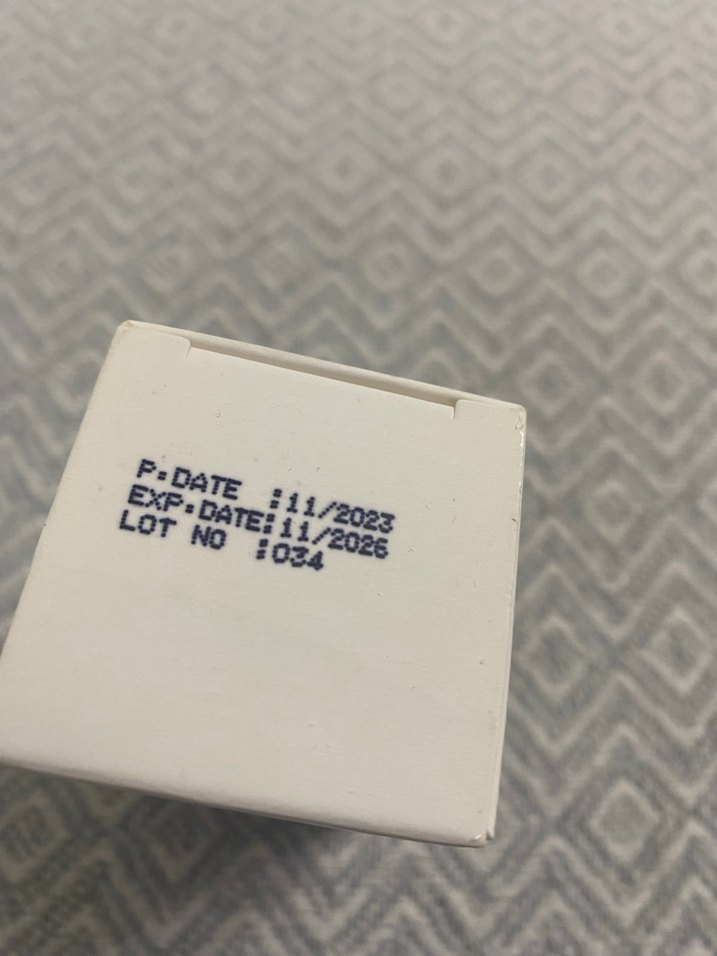 P.DATE :11/2023
EXP.DATE:11/2026
LOT NO :034